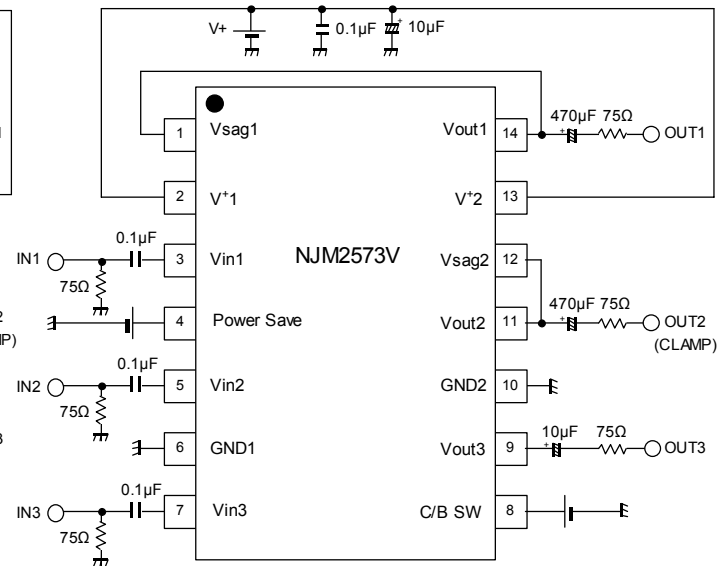 V+ 0.1µF + 10µF
470µF 75Ω
1 Vsag1 Vout1 14 + OUT1
2 V+1 V+2 13
0.1µF
IN1 3 Vin1 NJM2573V Vsag2 12
75Ω
470µF 75Ω
4 Power Save Vout2 11 + OUT2
(CLAMP)
0.1µF
IN2 5 Vin2 GND2 10
75Ω
10µF 75Ω
6 GND1 Vout3 9 + OUT3
0.1µF
IN3 7 Vin3 C/B SW 8
75Ω